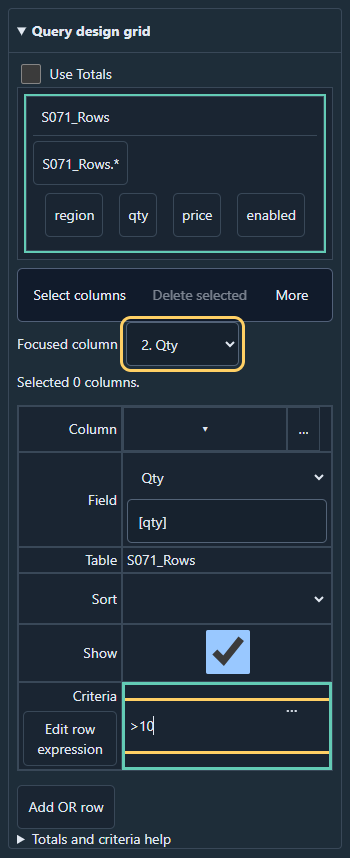 ▼ Query design grid
Use Totals
S071_Rows
S071_Rows.*
region qty price enabled
Select columns Delete selected More
Focused column 2. Qty
Selected 0 columns.
Column ▾ ...
Field Qty
[qty]
Table S071_Rows
Sort
Show
Criteria ...
Edit row expression >10
Add OR row
▶ Totals and criteria help